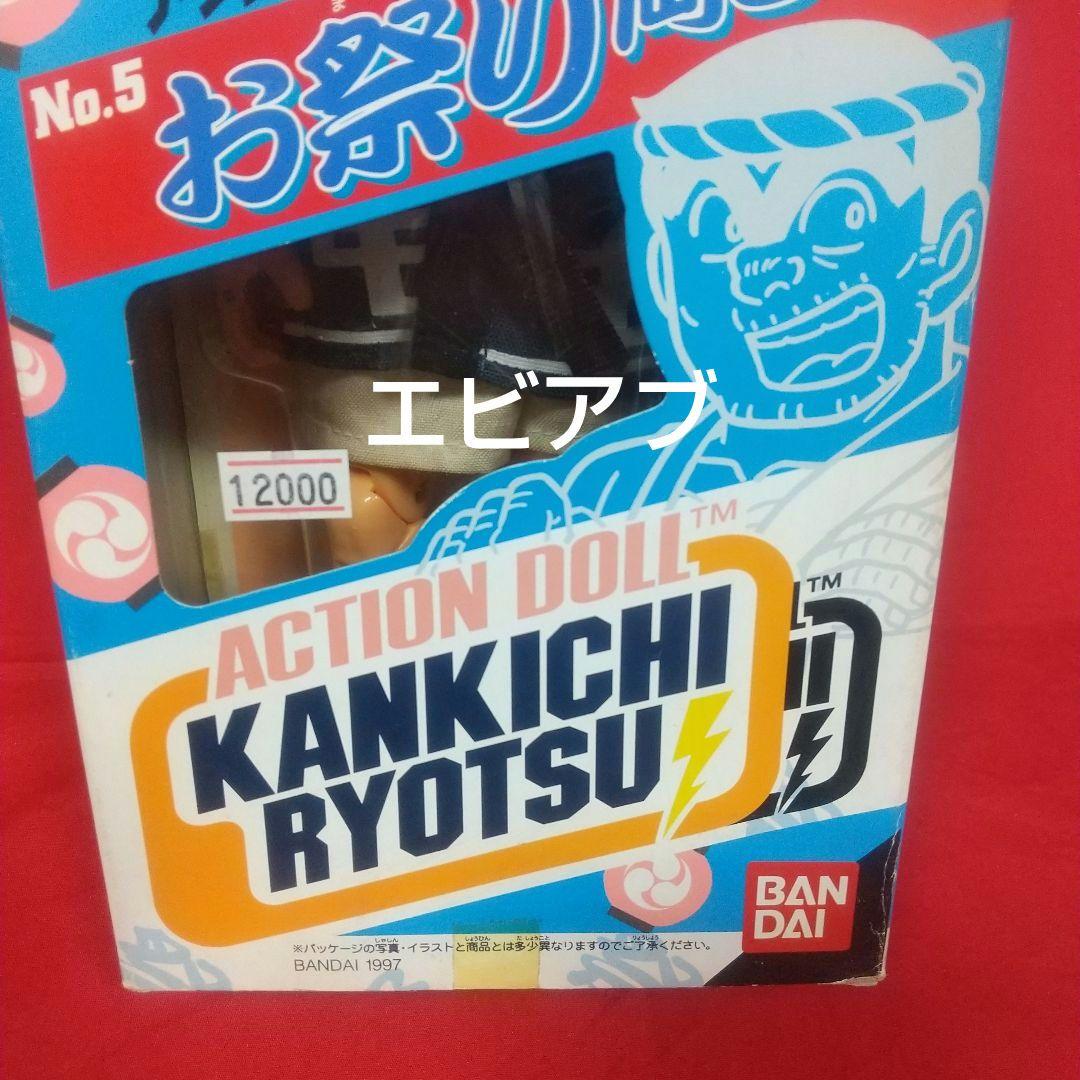 No.5
お祭り
エビアブ
12000
ACTION DOLL™
KANKICHI
RYOTSU
™
BAN
DAI
※パッケージの写真・イラストと商品とは多少異なりますのでご了承ください。
BANDAI 1997